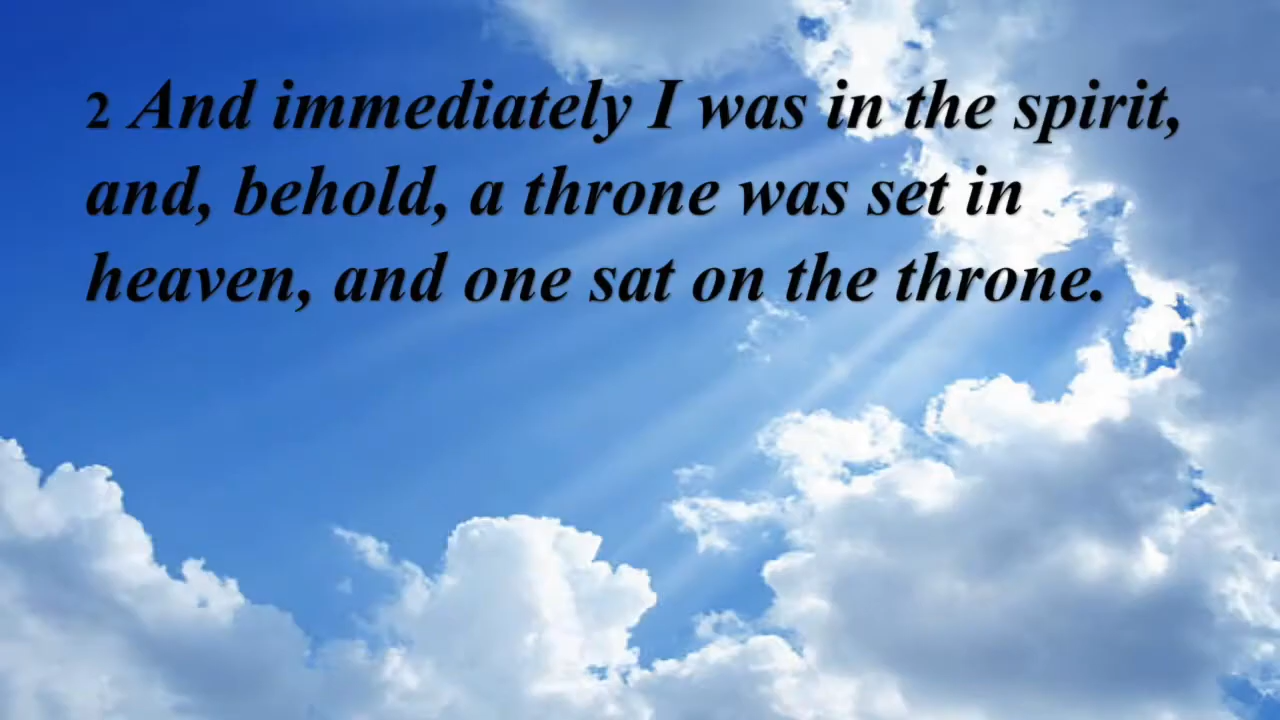 2 And immediately I was in the spirit,
and, behold, a throne was set in
heaven, and one sat on the throne.